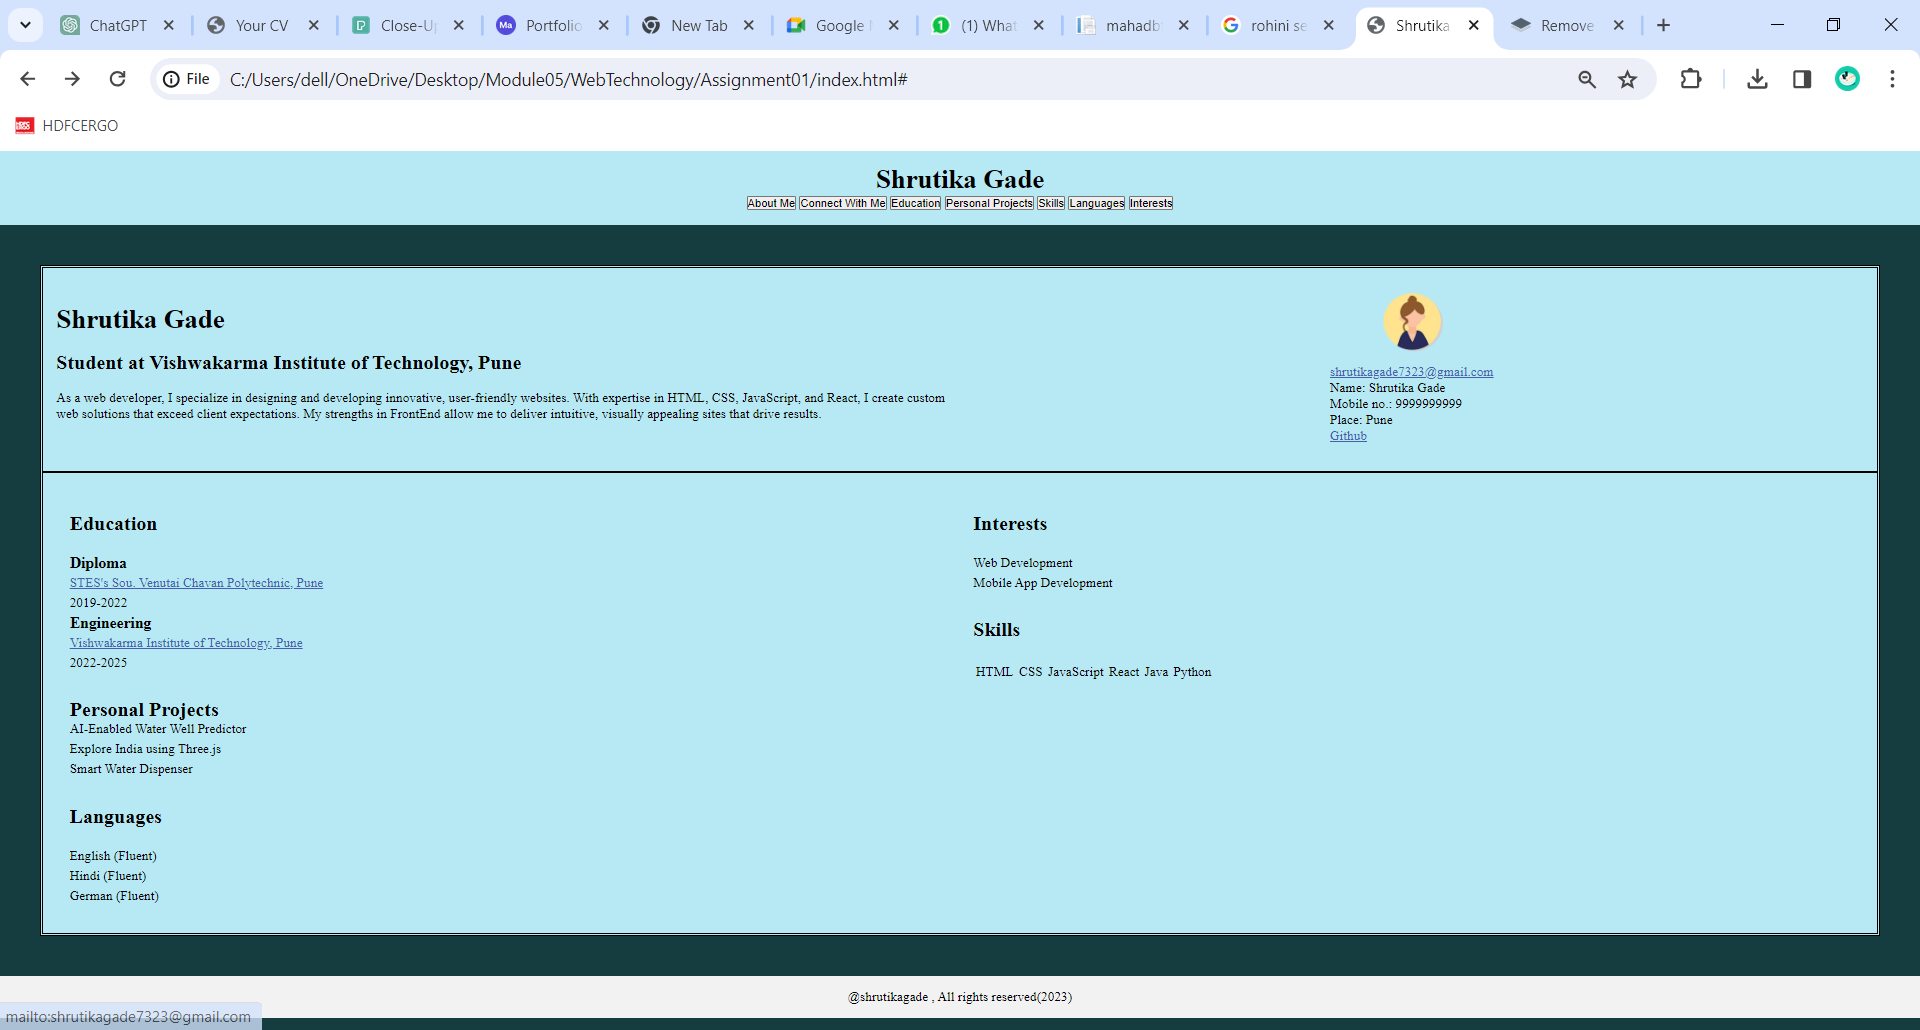 ChatGPT
Your CV
Close-Up
Portfolio
New Tab
Google
(1) What
mahadb
rohini se
Shrutika
Remove
File
C:/Users/dell/OneDrive/Desktop/Module05/WebTechnology/Assignment01/index.html#
HDFCERGO
Shrutika Gade
About Me Connect With Me Education Personal Projects Skills Languages Interests
Shrutika Gade
Student at Vishwakarma Institute of Technology, Pune
As a web developer, I specialize in designing and developing innovative, user-friendly websites. With expertise in HTML, CSS, JavaScript, and React, I create custom
web solutions that exceed client expectations. My strengths in FrontEnd allow me to deliver intuitive, visually appealing sites that drive results.
shrutikagade7323@gmail.com
Name: Shrutika Gade
Mobile no.: 9999999999
Place: Pune
Github
Education
Diploma
STES's Sou. Venutai Chavan Polytechnic, Pune
2019-2022
Engineering
Vishwakarma Institute of Technology, Pune
2022-2025
Personal Projects
AI-Enabled Water Well Predictor
Explore India using Three.js
Smart Water Dispenser
Languages
English (Fluent)
Hindi (Fluent)
German (Fluent)
Interests
Web Development
Mobile App Development
Skills
HTML CSS JavaScript React Java Python
@shrutikagade , All rights reserved(2023)
mailto:shrutikagade7323@gmail.com